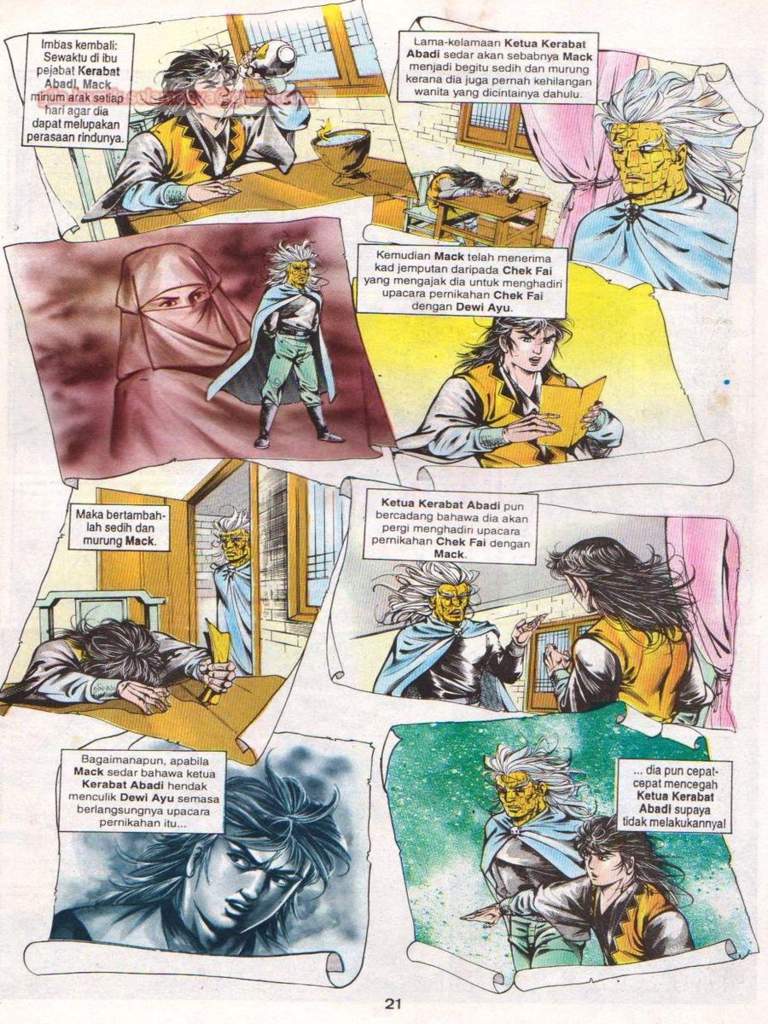 Imbas kembali:
Sewaktu di ibu
pejabat Kerabat
Abadi, Mack
minum arak setiap
hari agar dia
dapat melupakan
perasaan rindunya.
Lama-kelamaan Ketua Kerabat
Abadi sedar akan sebabnya Mack
menjadi begitu sedih dan murung
kerana dia juga pernah kehilangan
wanita yang dicintainya dahulu.
Kemudian Mack telah menerima
kad jemputan daripada Chek Fai
yang mengajak dia untuk menghadiri
upacara pernikahan Chek Fai
dengan Dewi Ayu.
Maka bertambah-
lah sedih dan
murung Mack.
Ketua Kerabat Abadi pun
bercadang bahawa dia akan
pergi menghadiri upacara
pernikahan Chek Fai dengan
Mack.
Bagaimanapun, apabila
Mack sedar bahawa ketua
Kerabat Abadi hendak
menculik Dewi Ayu semasa
berlangsungnya upacara
pernikahan itu...
... dia pun cepat-
cepat mencegah
Ketua Kerabat
Abadi supaya
tidak melakukannya!
21